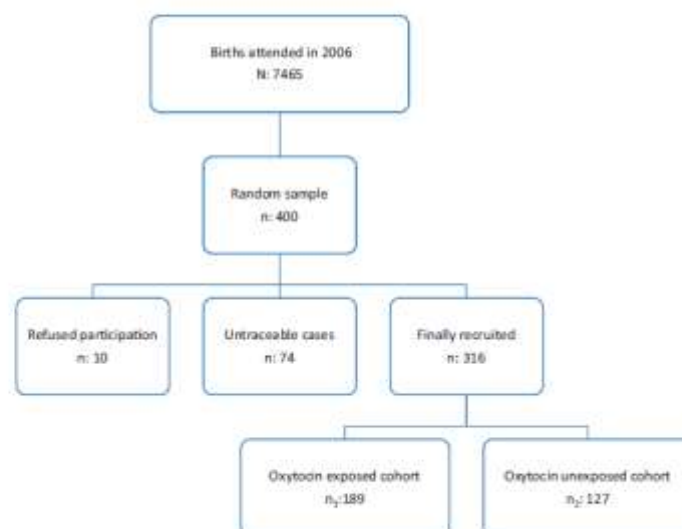 Births attended in 2006
N: 7465
Random sample
n: 400
Refused participation
n: 10
Untraceable cases
n: 74
Finally recruited
n: 316
Oxytocin exposed cohort
n₁:189
Oxytocin unexposed cohort
n₂: 127